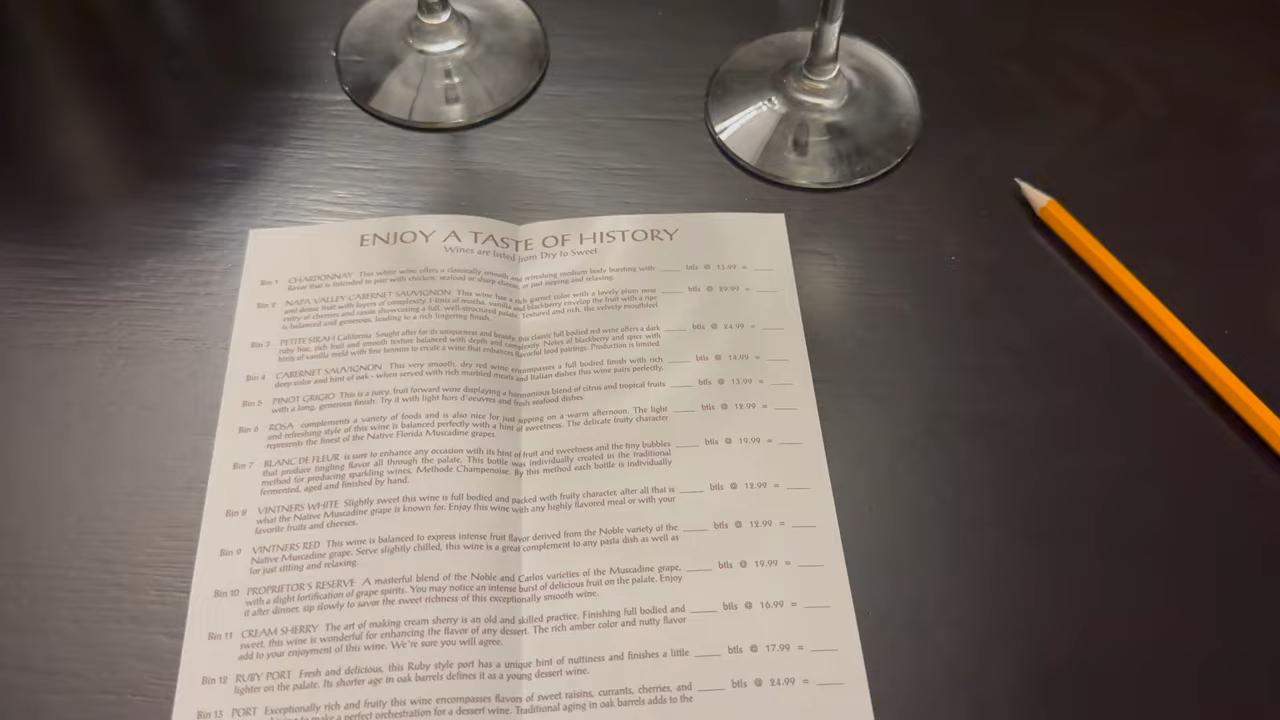 ENJOY A TASTE OF HISTORY
Wines are listed from Dry to Sweet
Bin 1 CHARDONNAY This white wine offers a classically smooth and refreshing medium body bursting with ____ btls @ 13.99 = ____
flavor that is intended to pair with chicken, seafood or sharp cheese, or just sipping and relaxing.
Bin 2 NAPA VALLEY CABERNET SAUVIGNON This wine has a rich garnet color with a lovely plum nose ____ btls @ 29.99 = ____
and dense fruit with layers of complexity. Hints of mocha, vanilla and blackberry envelop the fruit with a ripe
entry of cherries and cassis showcasing a full, well-structured palate. Textured and rich, the velvety mouthfeel
is balanced and generous, leading to a rich lingering finish.
Bin 3 PETITE SIRAH California Sought after for its uniqueness and beauty, this classic full bodied red wine offers a dark ____ btls @ 24.99 = ____
ruby hue, rich fruit and smooth texture balanced with depth and complexity. Notes of blackberry and spice with
hints of vanilla meld with fine tannins to create a wine that enhances flavorful food pairings. Production is limited.
Bin 4 CABERNET SAUVIGNON This very smooth, dry red wine encompasses a full bodied finish with rich ____ btls @ 14.99 = ____
deep color and hint of oak - when served with rich marbled meats and Italian dishes this wine pairs perfectly.
Bin 5 PINOT GRIGIO This is a juicy, fruit forward wine displaying a harmonious blend of citrus and tropical fruits ____ btls @ 13.99 = ____
with a long, generous finish. Try it with light hors d'oeuvres and fresh seafood dishes.
Bin 6 ROSA complements a variety of foods and is also nice for just sipping on a warm afternoon. The light ____ btls @ 12.99 = ____
and refreshing style of this wine is balanced perfectly with a hint of sweetness. The delicate fruity character
represents the finest of the Native Florida Muscadine grapes.
Bin 7 BLANC DE FLEUR is sure to enhance any occasion with its hint of fruit and sweetness and the tiny bubbles ____ btls @ 19.99 = ____
that produce tingling flavor all through the palate. This bottle was individually created in the traditional
method for producing sparkling wines, Methode Champenoise. By this method each bottle is individually
fermented, aged and finished by hand.
Bin 8 VINTNERS WHITE Slightly sweet this wine is full bodied and packed with fruity character, after all that is ____ btls @ 12.99 = ____
what the Native Muscadine grape is known for. Enjoy this wine with any highly flavored meal or with your
favorite fruits and cheeses.
Bin 9 VINTNERS RED This wine is balanced to express intense fruit flavor derived from the Noble variety of the ____ btls @ 12.99 = ____
Native Muscadine grape. Serve slightly chilled, this wine is a great complement to any pasta dish as well as
for just sitting and relaxing.
Bin 10 PROPRIETOR'S RESERVE A masterful blend of the Noble and Carlos varieties of the Muscadine grape, ____ btls @ 19.99 = ____
with a slight fortification of grape spirits. You may notice an intense burst of delicious fruit on the palate. Enjoy
it after dinner, sip slowly to savor the sweet richness of this exceptionally smooth wine.
Bin 11 CREAM SHERRY The art of making cream sherry is an old and skilled practice. Finishing full bodied and ____ btls @ 16.99 = ____
sweet, this wine is wonderful for enhancing the flavor of any dessert. The rich amber color and nutty flavor
add to your enjoyment of this wine. We're sure you will agree.
Bin 12 RUBY PORT Fresh and delicious, this Ruby style port has a unique hint of nuttiness and finishes a little ____ btls @ 17.99 = ____
lighter on the palate. Its shorter age in oak barrels defines it as a young dessert wine.
Bin 13 PORT Exceptionally rich and fruity this wine encompasses flavors of sweet raisins, currants, cherries, and ____ btls @ 24.99 = ____
to make a perfect orchestration for a dessert wine. Traditional aging in oak barrels adds to the